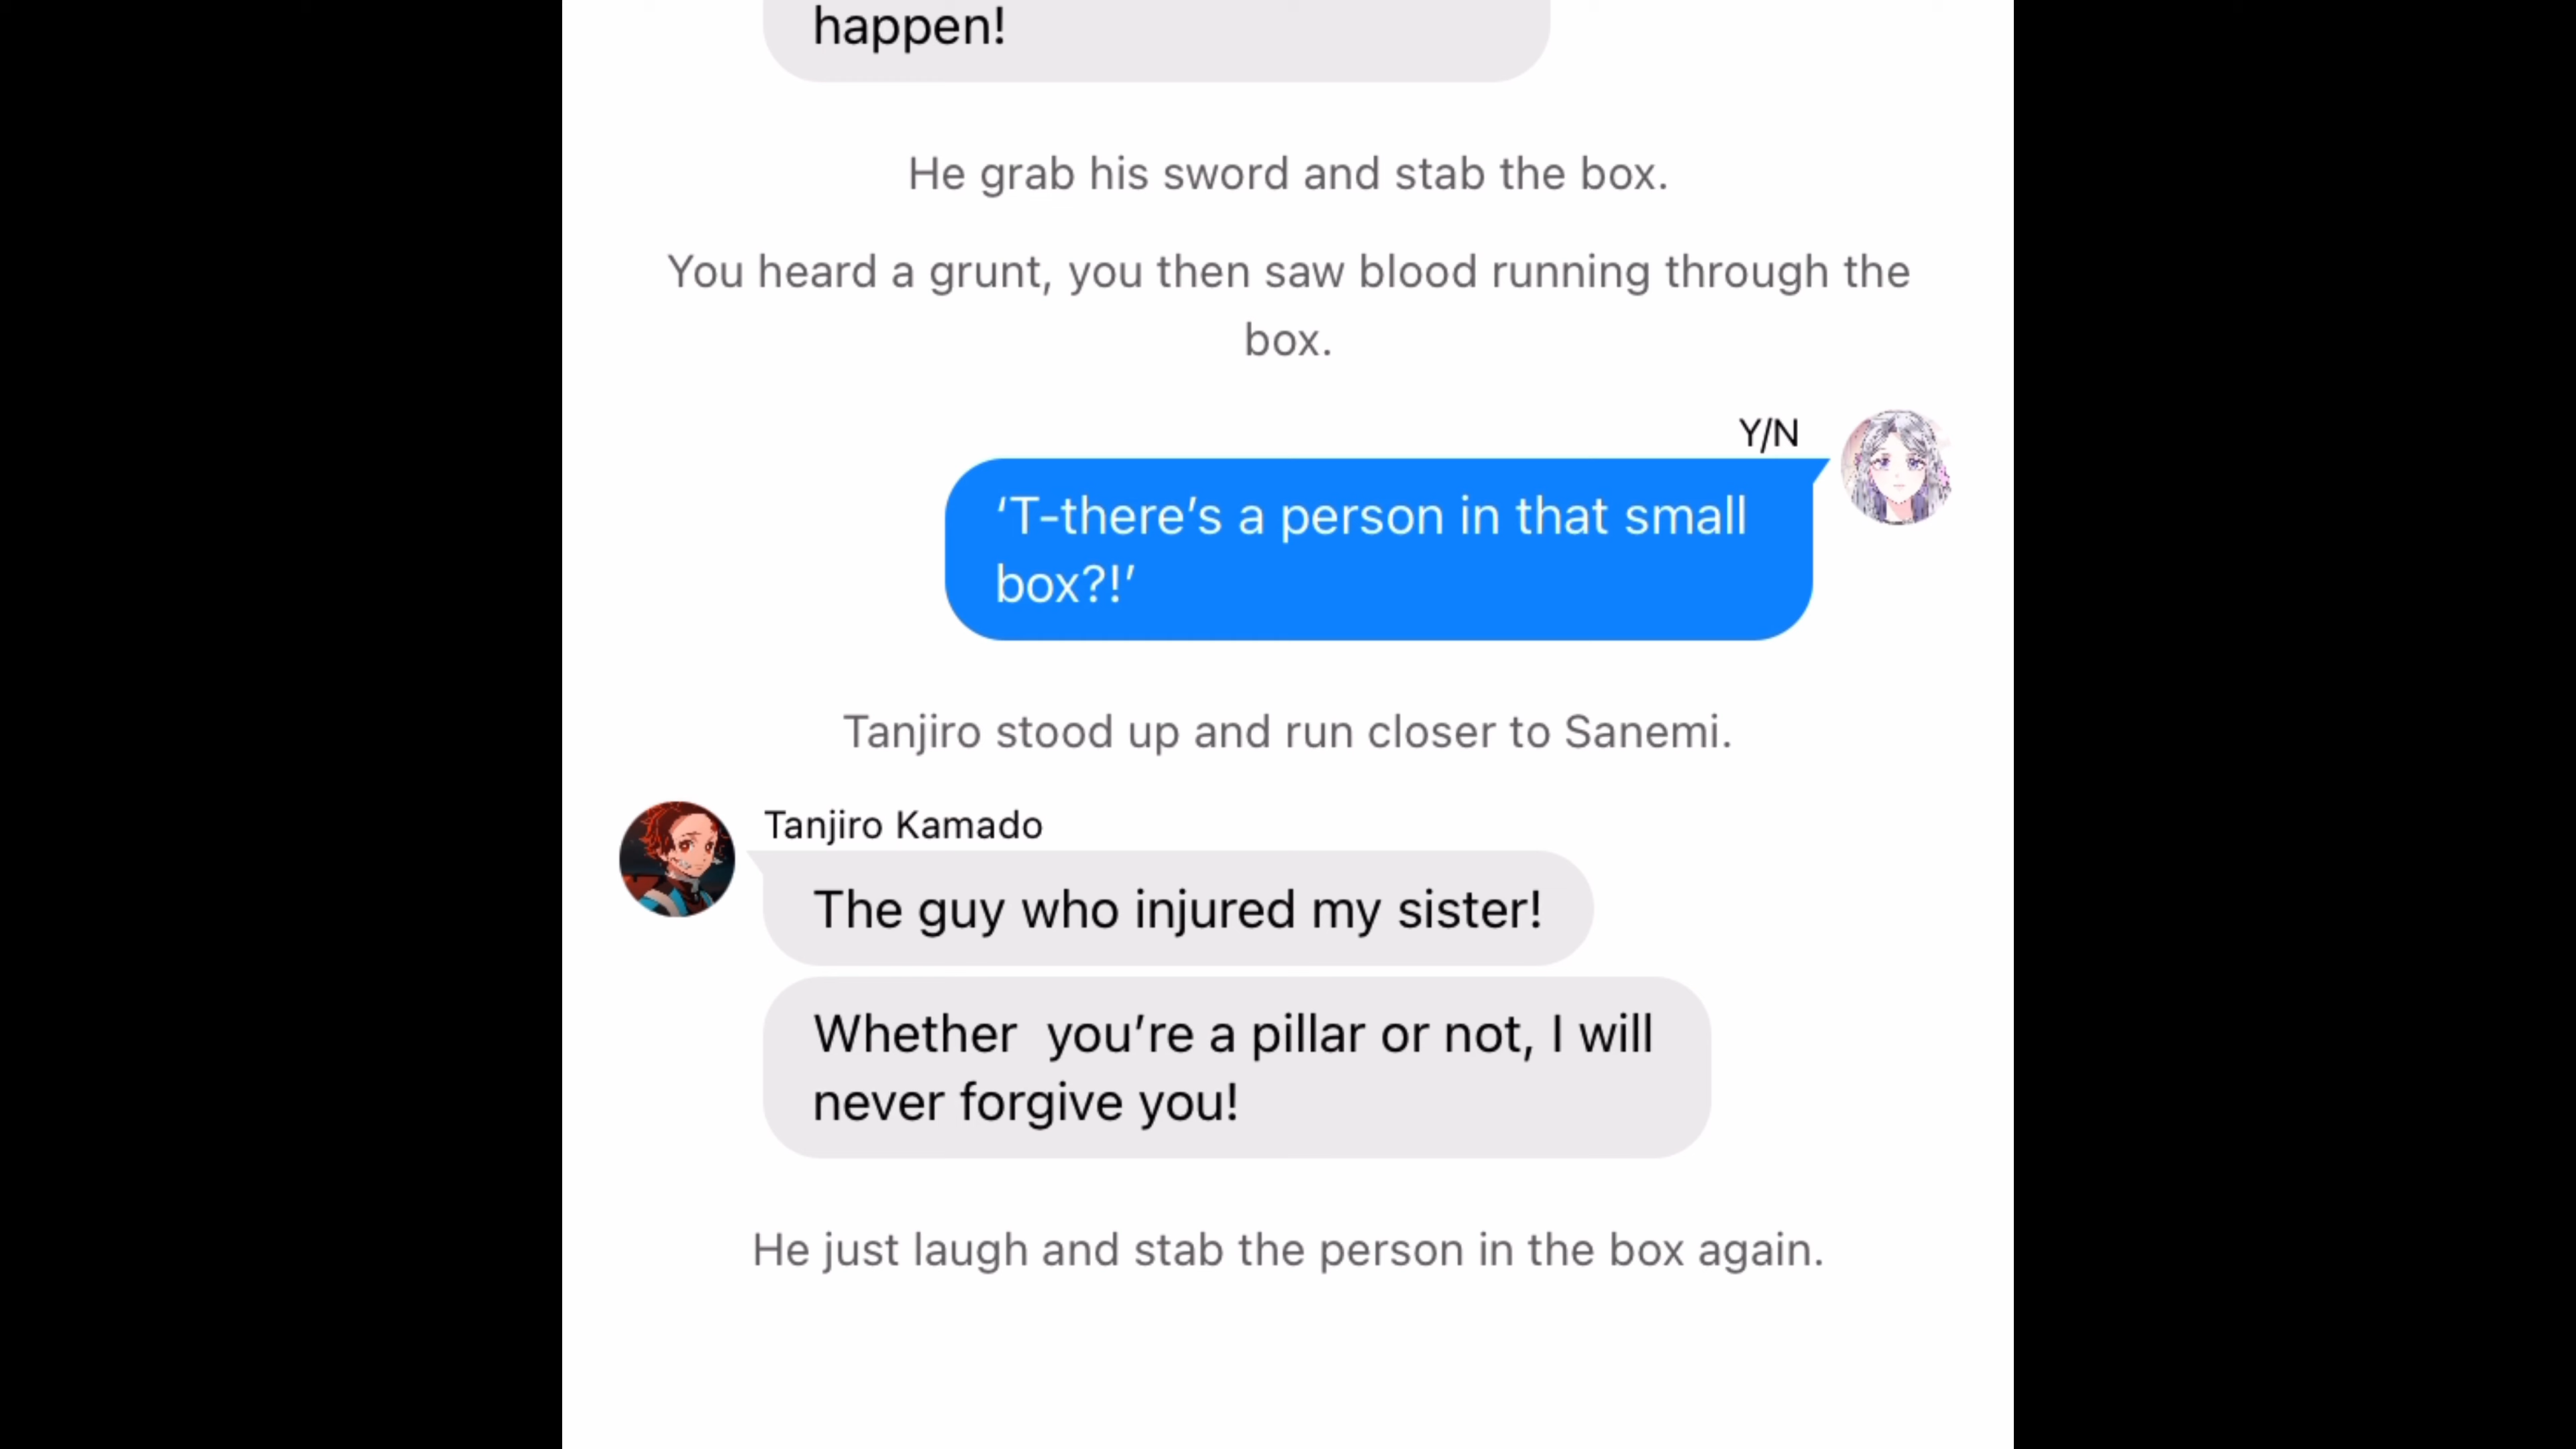 happen!
He grab his sword and stab the box.
You heard a grunt, you then saw blood running through the
box.
Y/N
‘T-there’s a person in that small
box?!’
Tanjiro stood up and run closer to Sanemi.
Tanjiro Kamado
The guy who injured my sister!
Whether  you’re a pillar or not, I will
never forgive you!
He just laugh and stab the person in the box again.